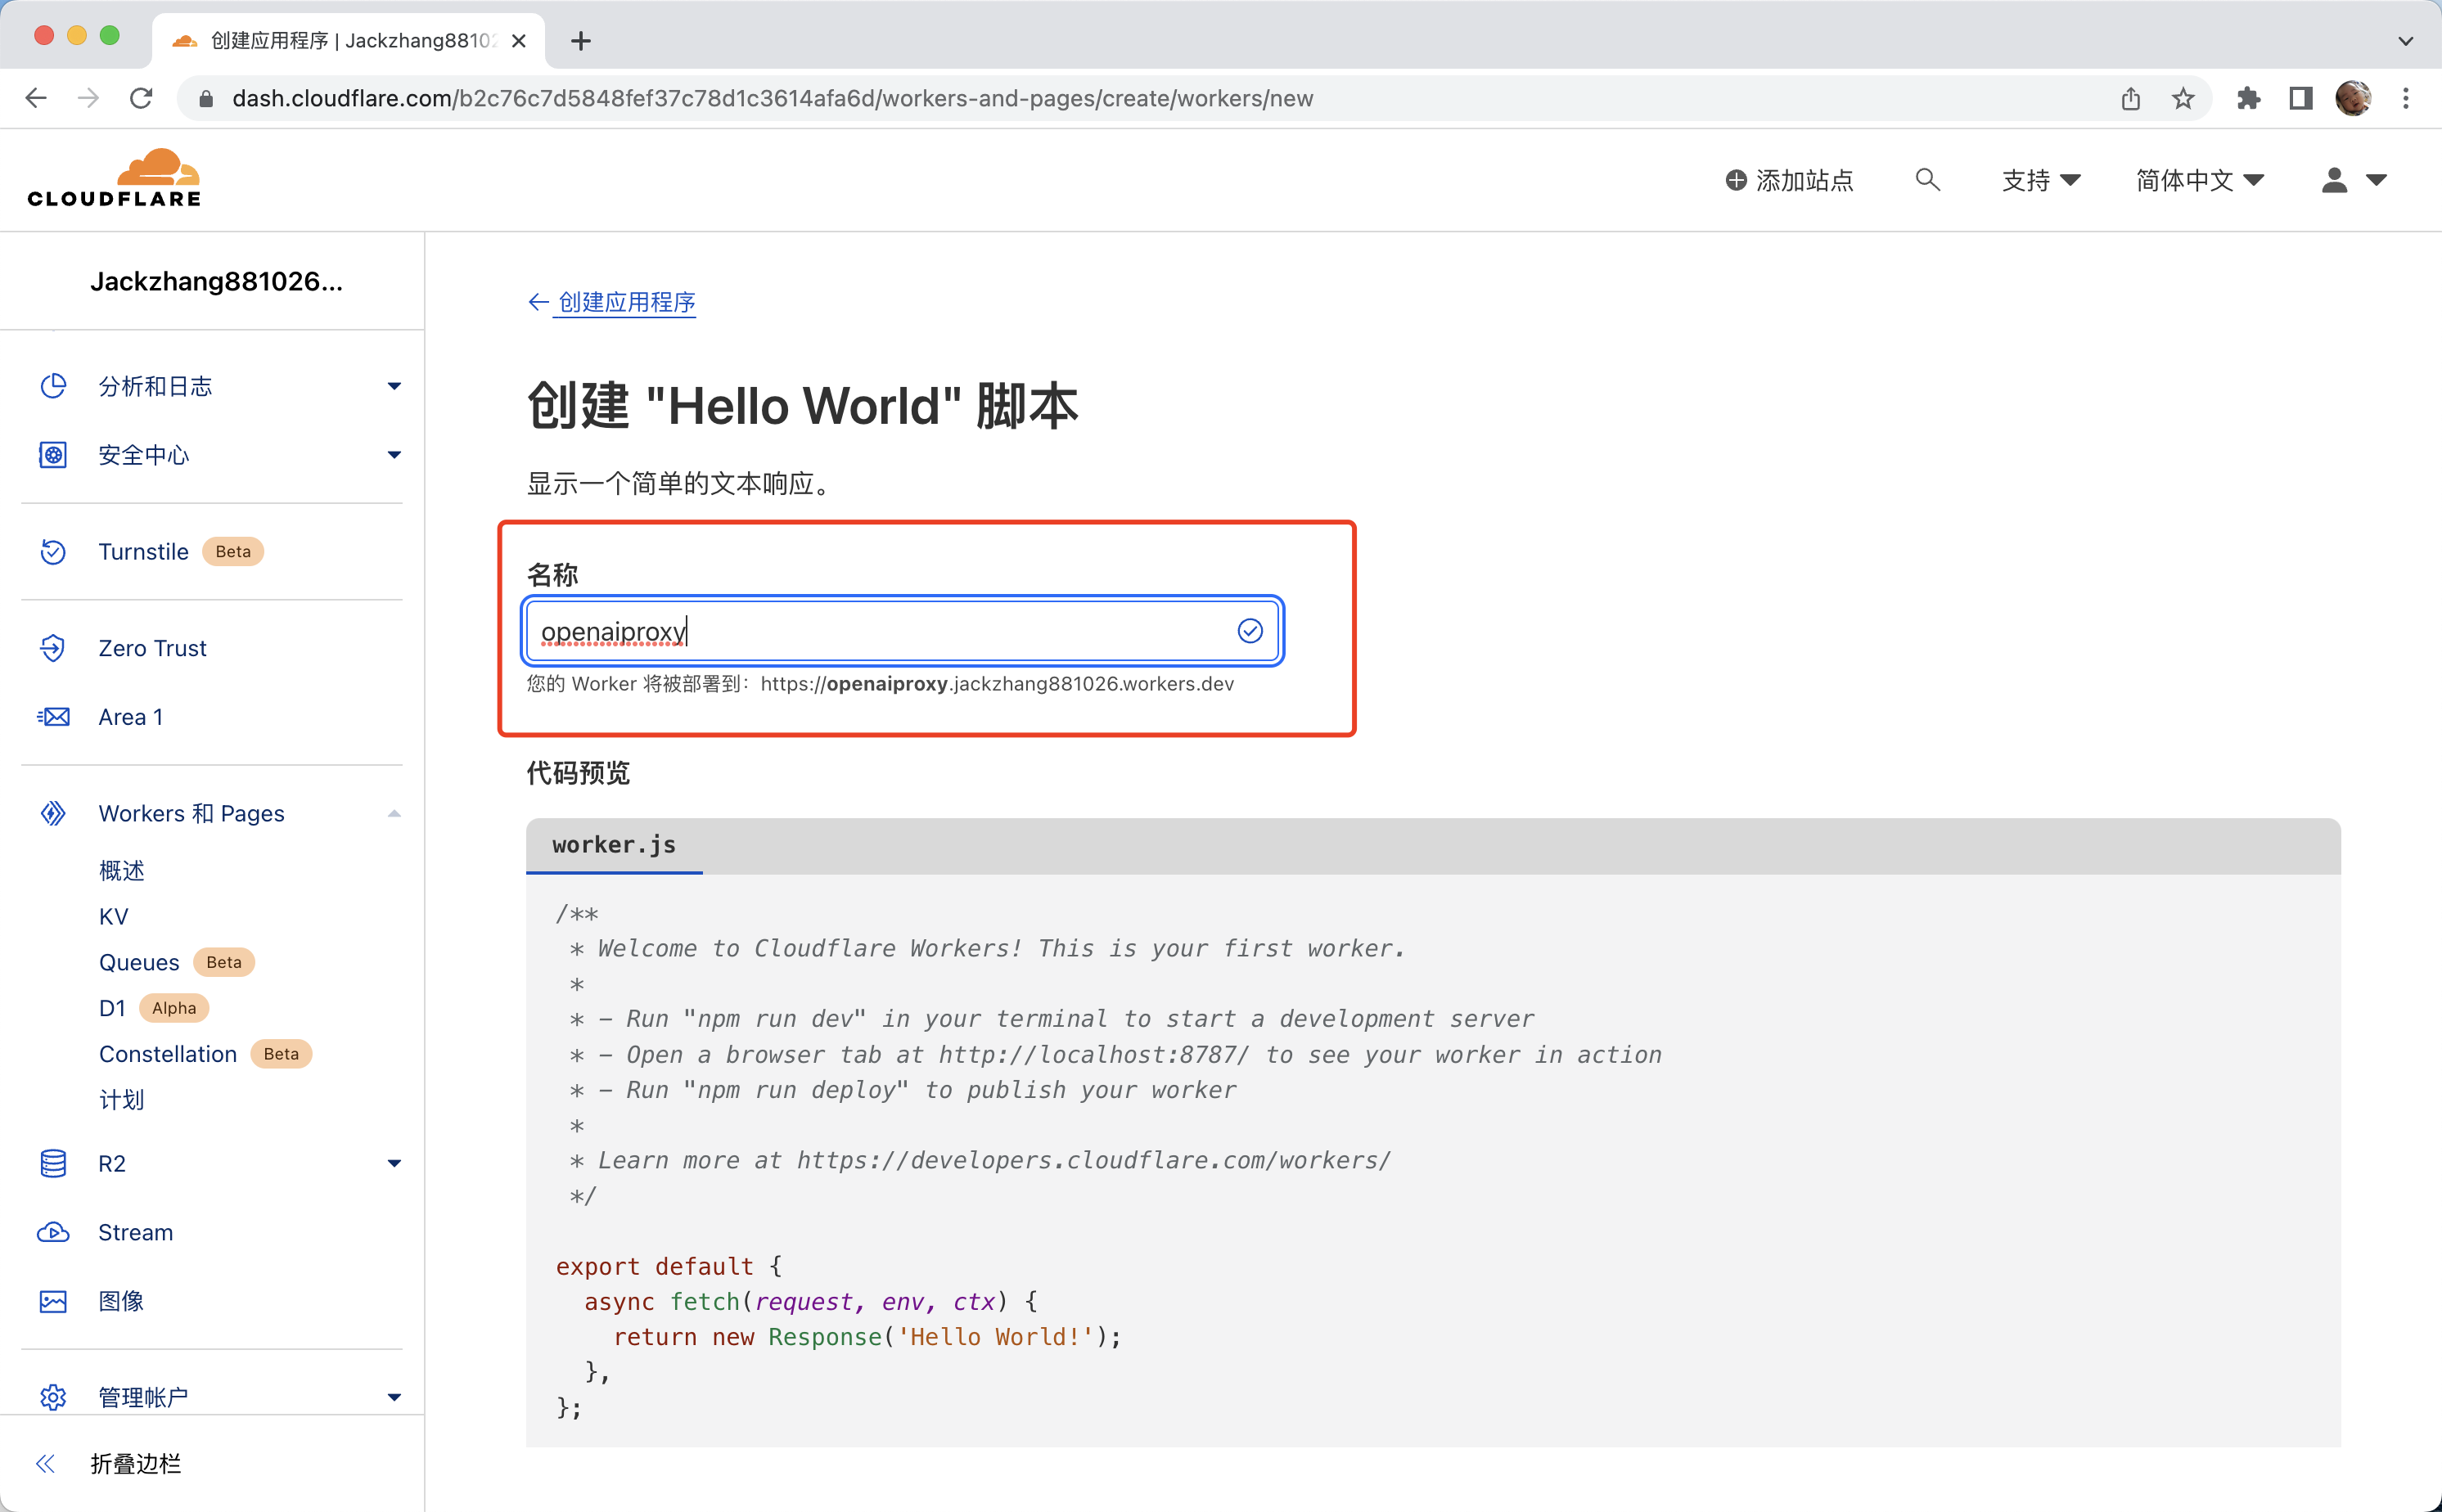 创建应用程序 | Jackzhang8810
dash.cloudflare.com/b2c76c7d5848fef37c78d1c3614afa6d/workers-and-pages/create/workers/new
CLOUDFLARE
添加站点
支持
简体中文
Jackzhang881026...
分析和日志
安全中心
Turnstile Beta
Zero Trust
Area 1
Workers 和 Pages
概述
KV
Queues Beta
D1 Alpha
Constellation Beta
计划
R2
Stream
图像
管理帐户
折叠边栏
创建应用程序
创建 "Hello World" 脚本
显示一个简单的文本响应。
名称
openaiproxy
您的 Worker 将被部署到：https://openaiproxy.jackzhang881026.workers.dev
代码预览
worker.js
/**
 * Welcome to Cloudflare Workers! This is your first worker.
 *
 * - Run "npm run dev" in your terminal to start a development server
 * - Open a browser tab at http://localhost:8787/ to see your worker in action
 * - Run "npm run deploy" to publish your worker
 *
 * Learn more at https://developers.cloudflare.com/workers/
 */
export default {
  async fetch(request, env, ctx) {
    return new Response('Hello World!');
  },
};